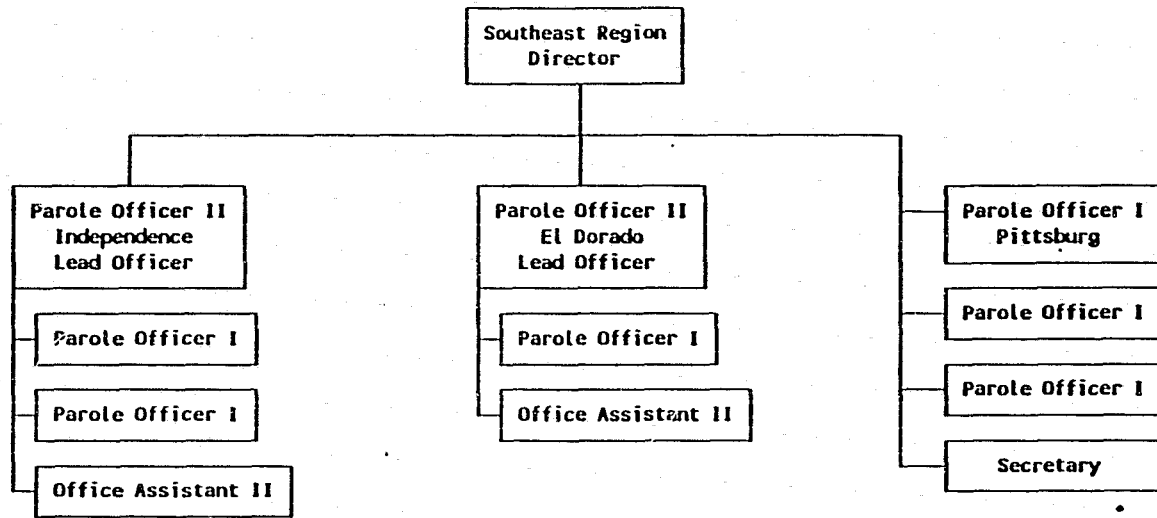 Southeast Region
Director
Parole Officer II
Independence
Lead Officer
Parole Officer I
Parole Officer I
Office Assistant II
Parole Officer II
El Dorado
Lead Officer
Parole Officer I
Office Assistant II
Parole Officer I
Pittsburg
Parole Officer I
Parole Officer I
Secretary